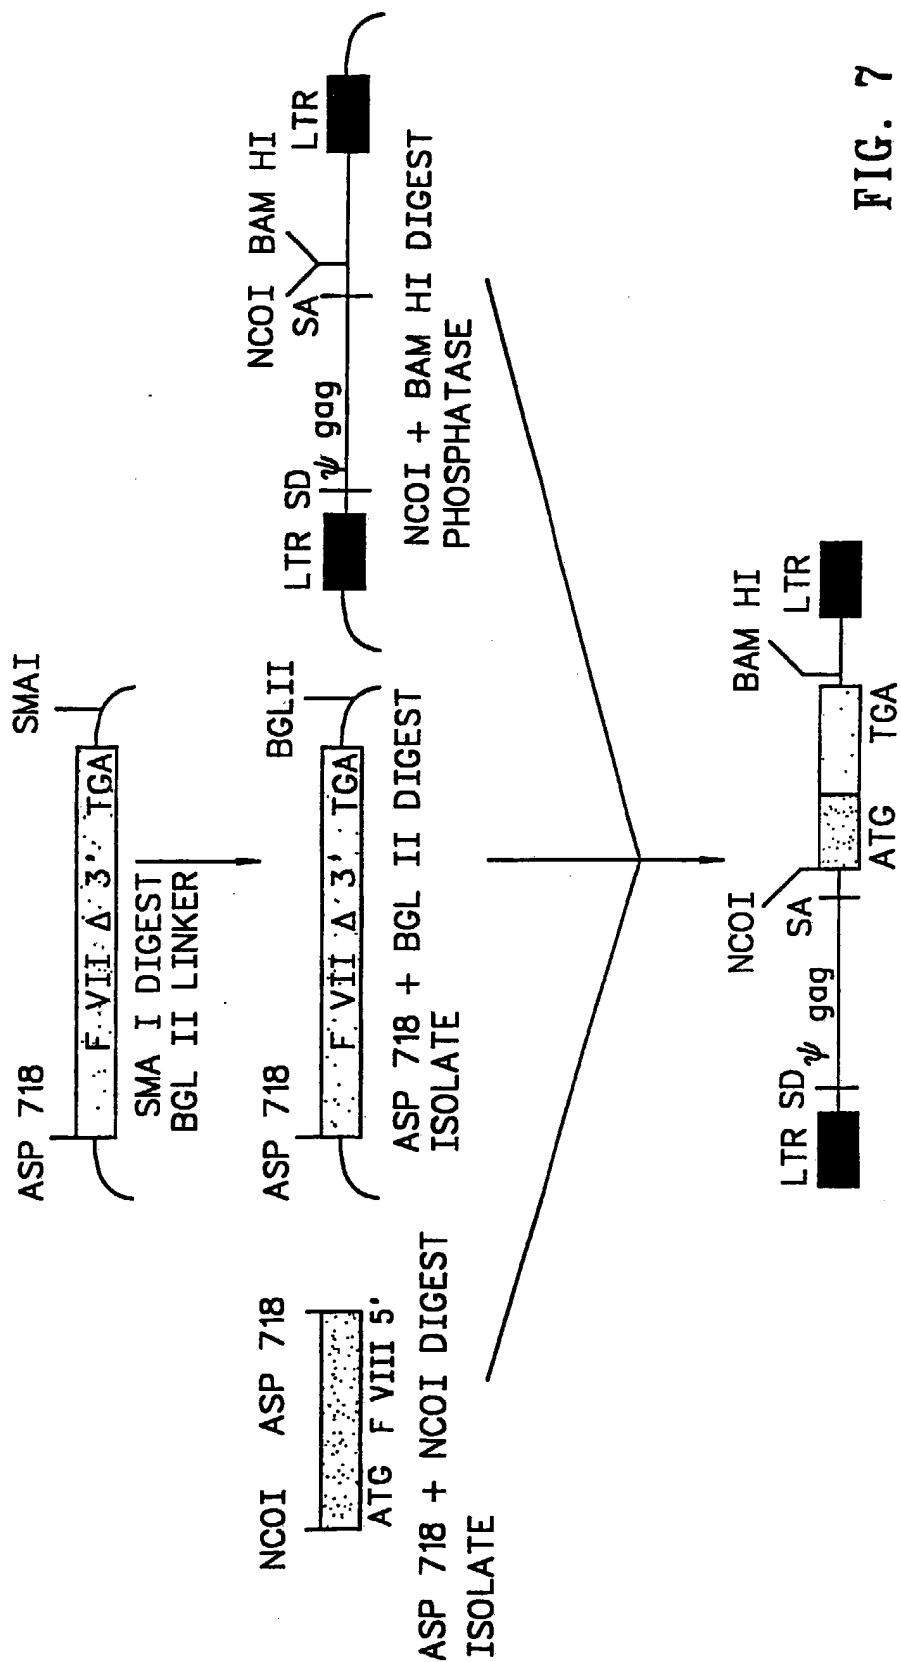 ASP 718
SMAI
F VII Δ 3' TGA
SMA I DIGEST
BGL II LINKER
NCOI ASP 718
ATG F VIII 5'
ASP 718 + NCOI DIGEST
ISOLATE
ASP 718
BGLII
F VII Δ 3' TGA
ASP 718 + BGL II DIGEST
ISOLATE
NCOI BAM HI
LTR SD ψ gag SA LTR
NCOI + BAM HI DIGEST
PHOSPHATASE
NCOI
BAM HI
LTR SD ψ gag SA LTR
ATG TGA
FIG. 7